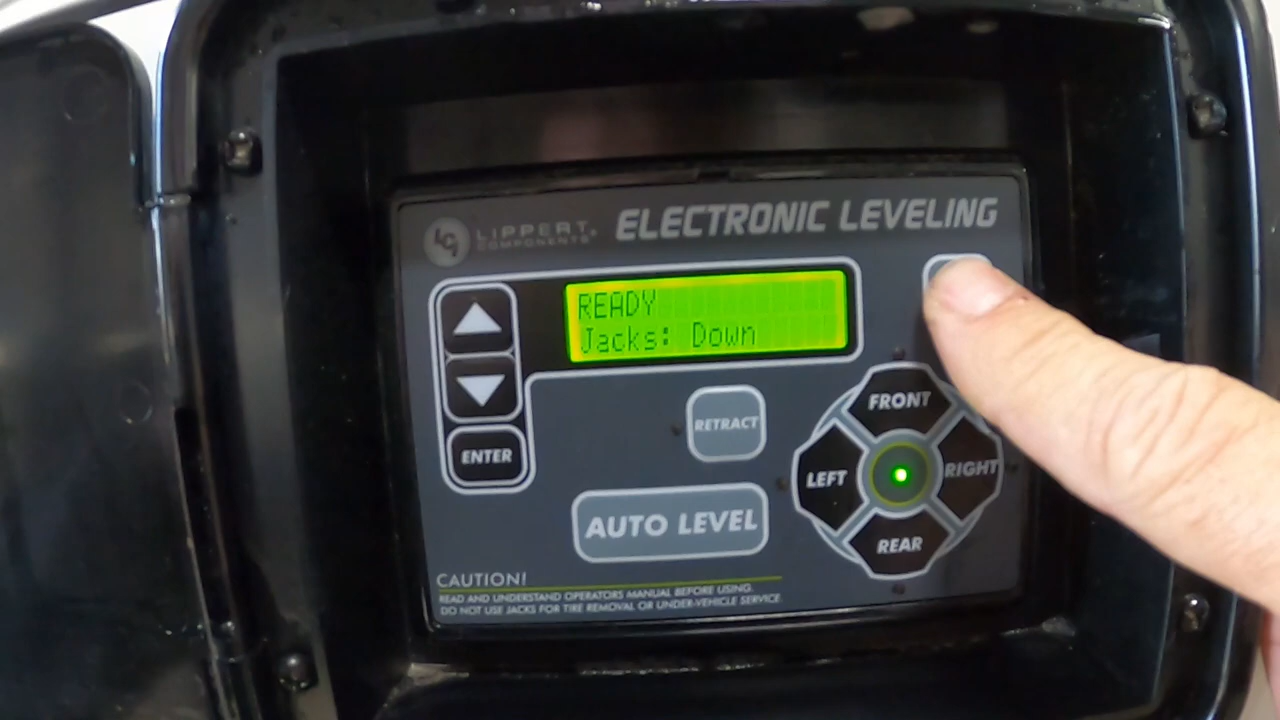 LCI LIPPERT COMPONENTS® ELECTRONIC LEVELING
READY
Jacks: Down
ENTER
RETRACT
AUTO LEVEL
FRONT
LEFT
RIGHT
REAR
CAUTION!
READ AND UNDERSTAND OPERATORS MANUAL BEFORE USING.
DO NOT USE JACKS FOR TIRE REMOVAL OR UNDER-VEHICLE SERVICE.